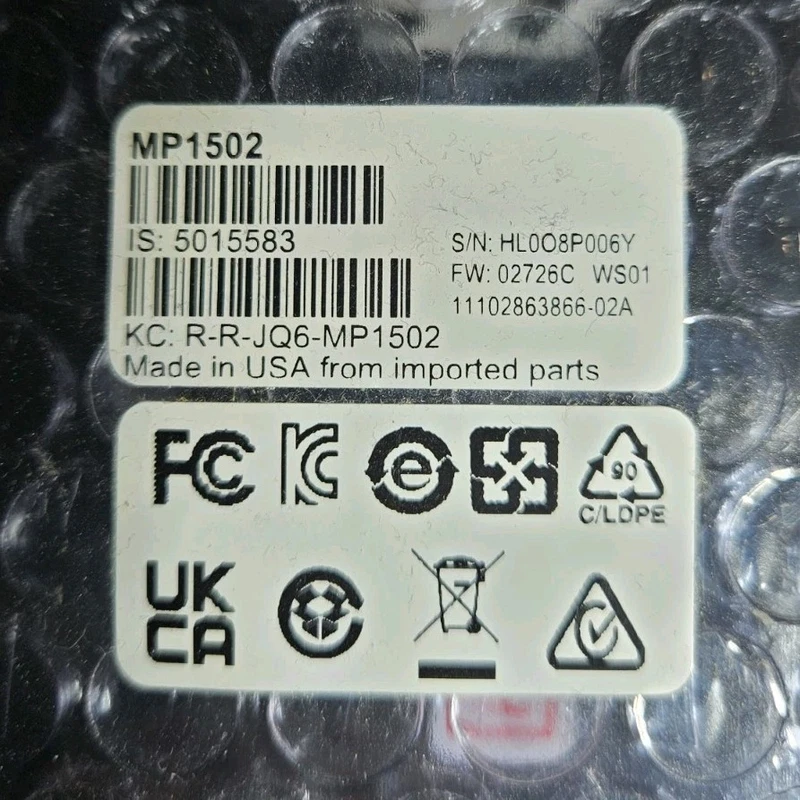 MP1502
IS: 5015583
S/N: HL0O8P006Y
FW: 02726C WS01
11102863866-02A
KC: R-R-JQ6-MP1502
Made in USA from imported parts
FC
KC
e
90
C/LDPE
UK
CA